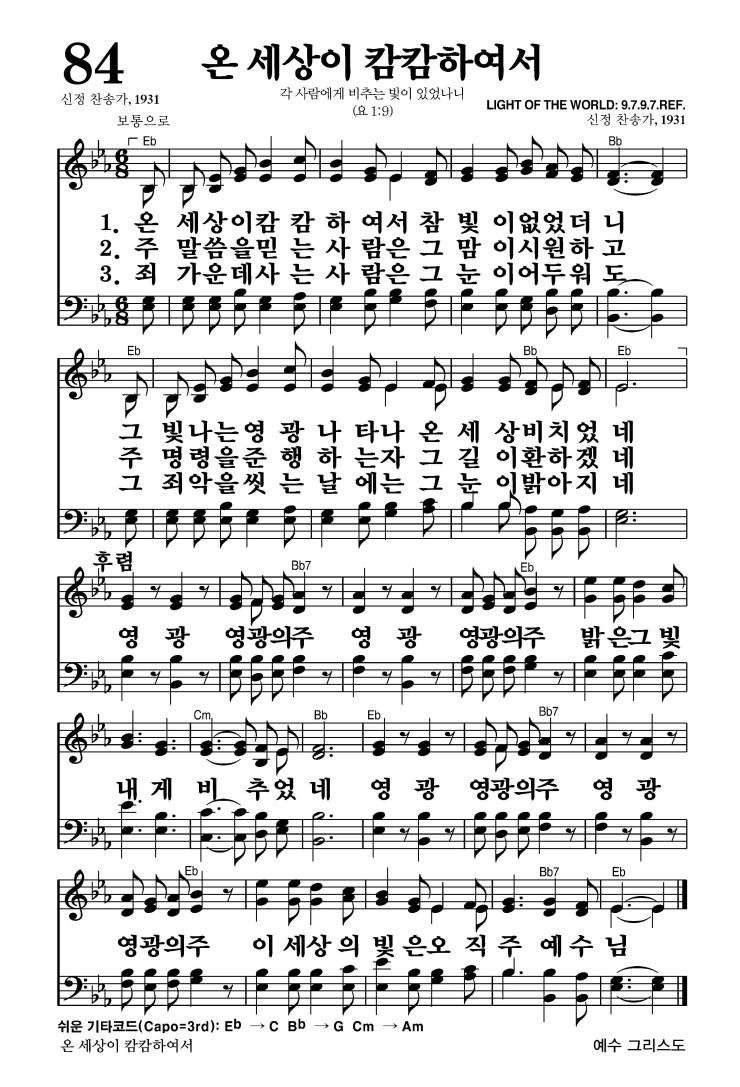 84
온 세상이 캄캄하여서
신정 찬송가, 1931
각 사람에게 비추는 빛이 있었나니
LIGHT OF THE WORLD: 9.7.9.7.REF.
(요 1:9)
신정 찬송가, 1931
보통으로
Eb Bb
1. 온 세상이캄 캄 하 여서 참 빛 이없었더 니
2. 주 말씀을믿 는 사 람은 그 맘 이시원하 고
3. 죄 가운데사 는 사 람은 그 눈 이어두워 도
Eb Bb Eb
그 빛나는영 광 나 타나 온 세 상비치었 네
주 명령을준 행 하 는자 그 길 이환하겠 네
그 죄악을씻 는 날 에는 그 눈 이밝아지 네
후렴
Bb7 Eb
영 광 영광의주 영 광 영광의주 밝 은그 빛
Cm Bb Eb Bb7
내 게 비 추었 네 영 광 영광의주 영 광
Eb Bb7 Eb
영광의주 이 세상 의 빛 은오 직 주 예 수 님
쉬운 기타코드(Capo=3rd): Eb → C Bb → G Cm → Am
온 세상이 캄캄하여서
예수 그리스도